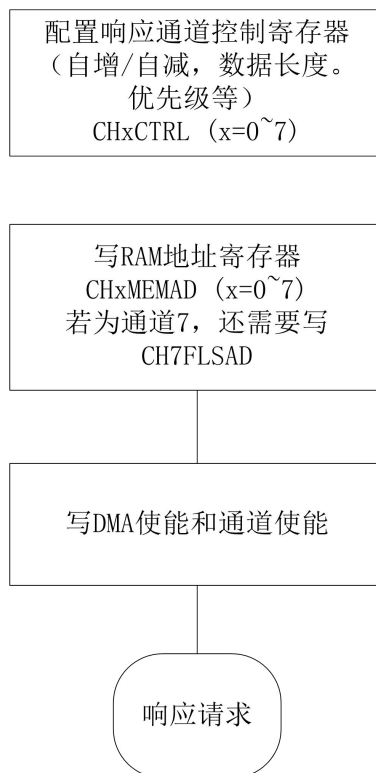 配置响应通道控制寄存器
（自增/自减，数据长度。
优先级等）
CHxCTRL （x=0~7）
写RAM地址寄存器
CHxMEMAD （x=0~7）
若为通道7，还需要写
CH7FLSAD
写DMA使能和通道使能
响应请求